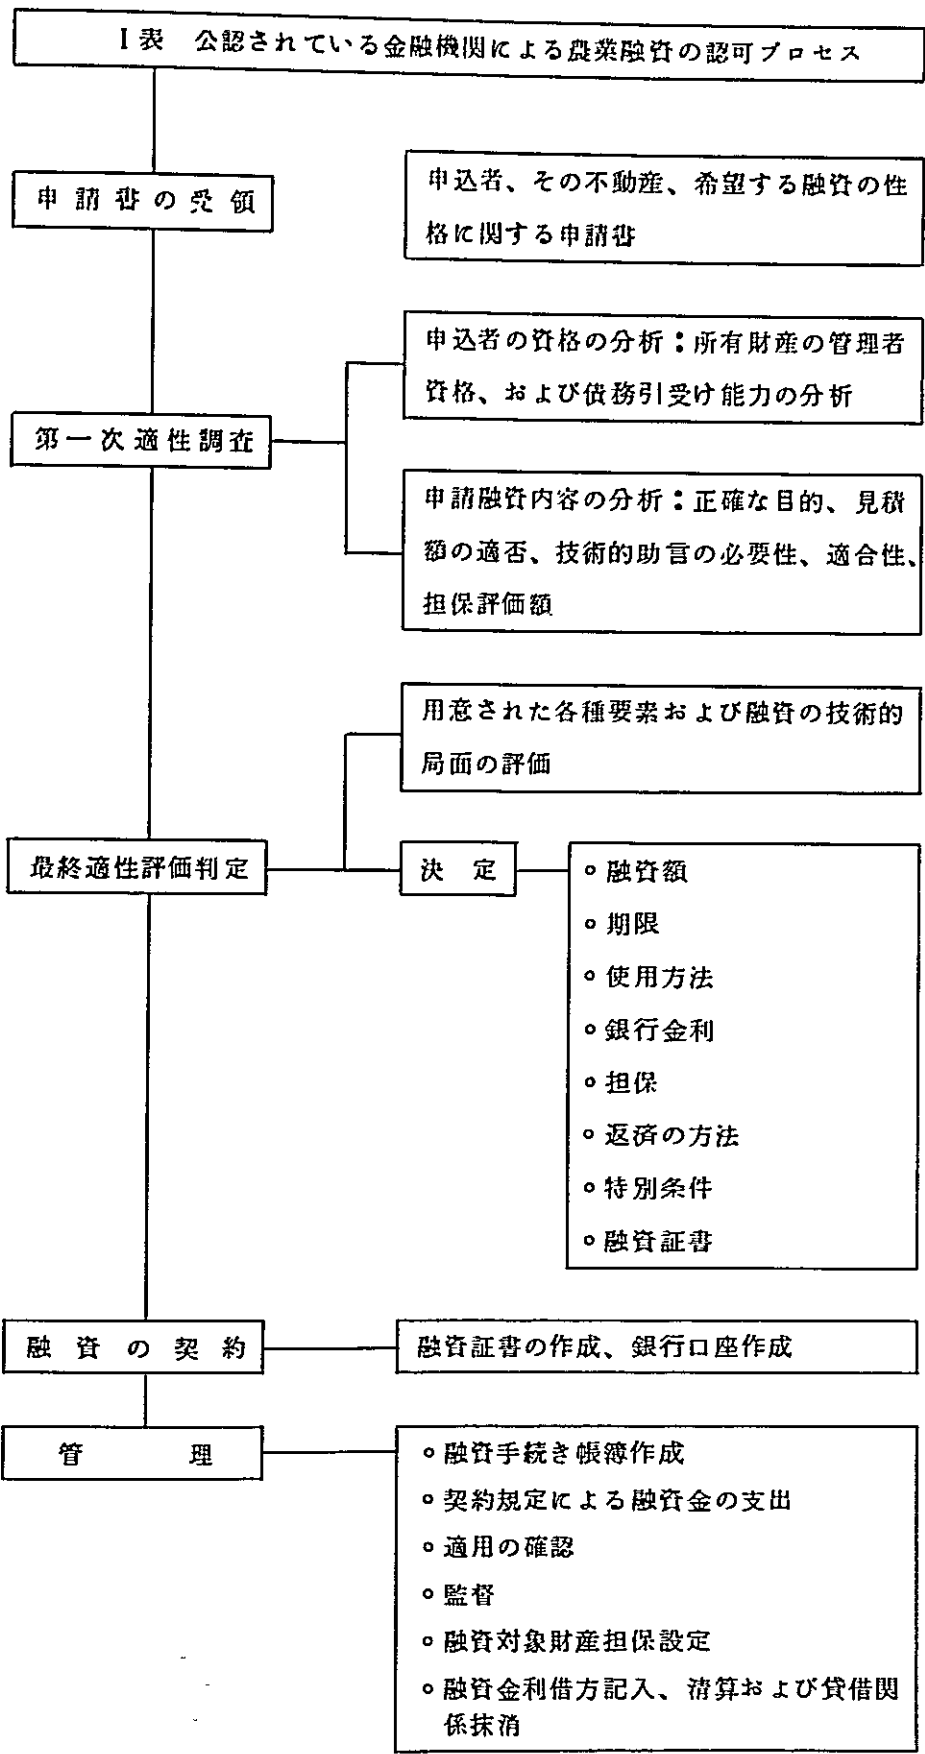 I表 公認されている金融機関による農業融資の認可プロセス
申請書の受領
申込者、その不動産、希望する融資の性
格に関する申請書
申込者の資格の分析：所有財産の管理者
資格、および債務引受け能力の分析
第一次適性調査
申請融資内容の分析：正確な目的、見積
額の適否、技術的助言の必要性、適合性、
担保評価額
用意された各種要素および融資の技術的
局面の評価
最終適性評価判定
決定
。融資額
。期限
。使用方法
。銀行金利
。担保
。返済の方法
。特別条件
。融資証書
融資の契約
融資証書の作成、銀行口座作成
管理
。融資手続き帳簿作成
。契約規定による融資金の支出
。適用の確認
。監督
。融資対象財産担保設定
。融資金利借方記入、清算および貸借関
係抹消